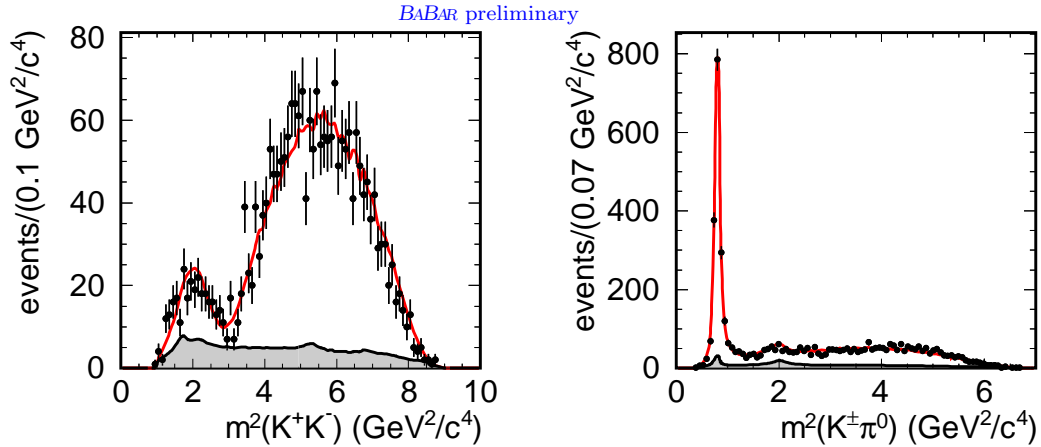 BABAR preliminary
events/(0.1 GeV²/c⁴)
80
60
40
20
0
0 2 4 6 8 10
m²(K⁺K⁻) (GeV²/c⁴)
events/(0.07 GeV²/c⁴)
800
600
400
200
0
0 2 4 6
m²(K±π⁰) (GeV²/c⁴)